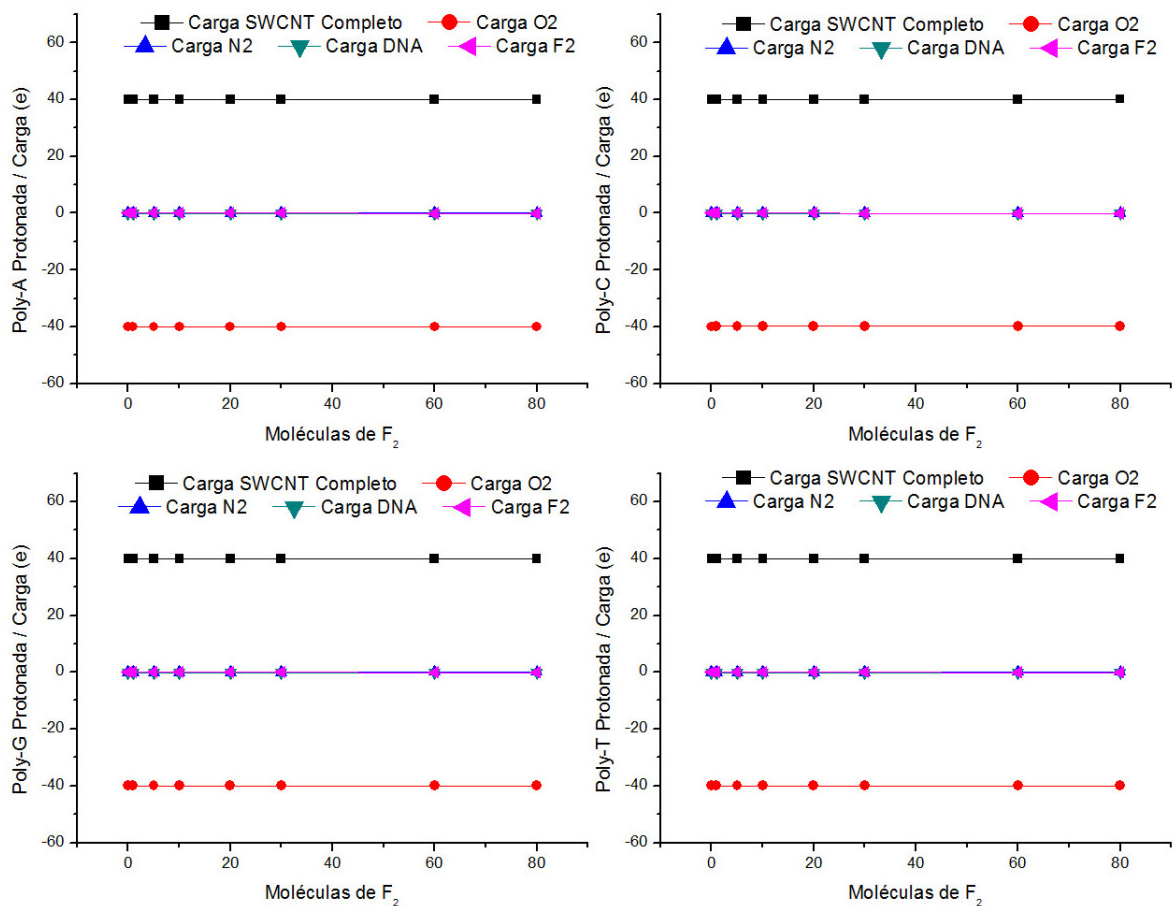 Carga SWCNT Completo Carga O2
Carga N2 Carga DNA Carga F2
Poly-A Protonada / Carga (e)
60
40
20
0
-20
-40
-60
0 20 40 60 80
Moléculas de F₂
Carga SWCNT Completo Carga O2
Carga N2 Carga DNA Carga F2
Poly-C Protonada / Carga (e)
60
40
20
0
-20
-40
-60
0 20 40 60 80
Moléculas de F₂
Carga SWCNT Completo Carga O2
Carga N2 Carga DNA Carga F2
Poly-G Protonada / Carga (e)
60
40
20
0
-20
-40
-60
0 20 40 60 80
Moléculas de F₂
Carga SWCNT Completo Carga O2
Carga N2 Carga DNA Carga F2
Poly-T Protonada / Carga (e)
60
40
20
0
-20
-40
-60
0 20 40 60 80
Moléculas de F₂